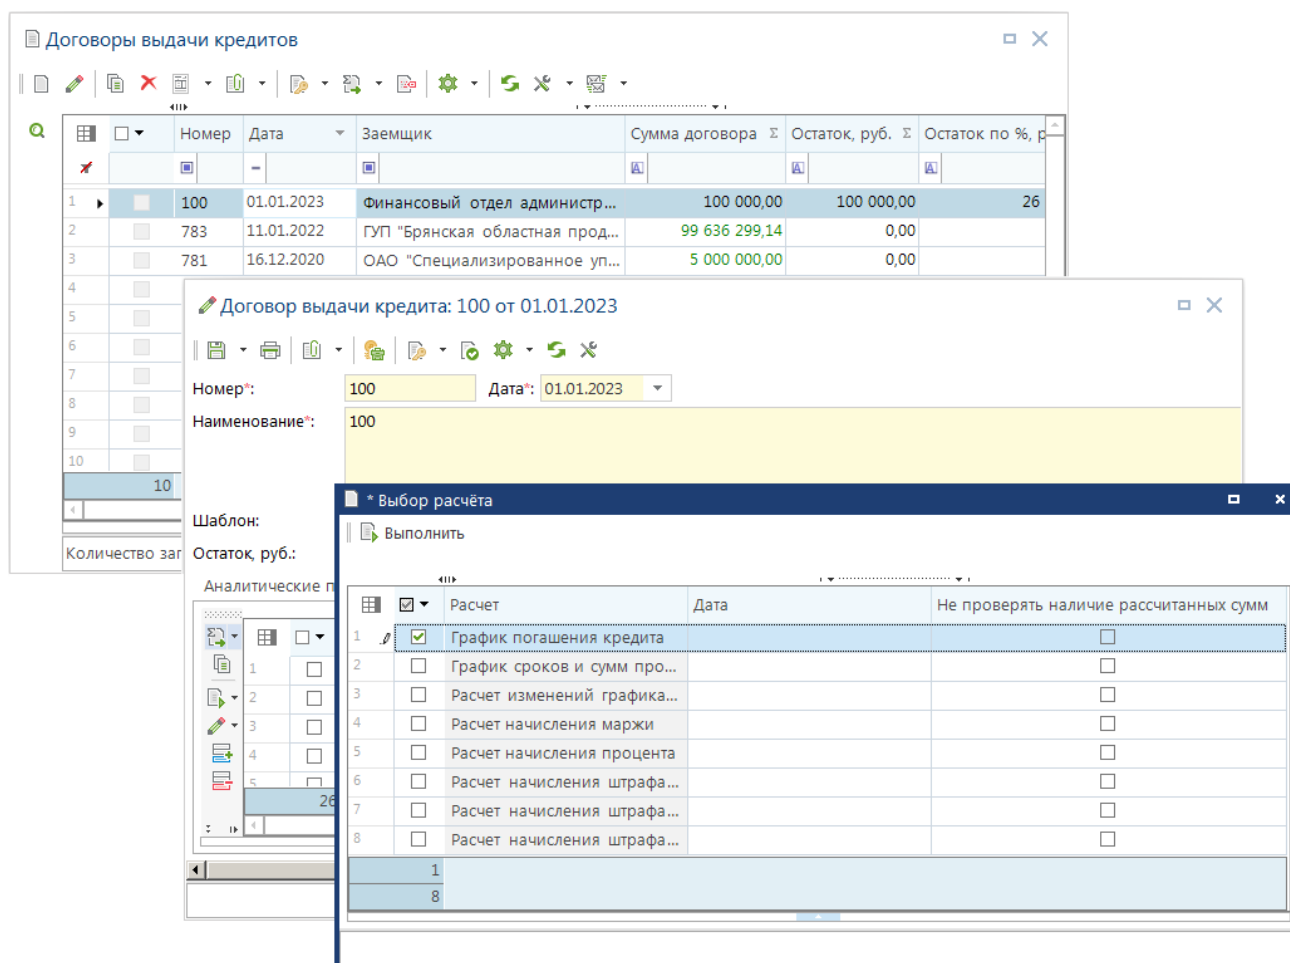 Договоры выдачи кредитов
Номер Дата Заемщик Сумма договора Σ Остаток, руб. Σ Остаток по %, р
1 100 01.01.2023 Финансовый отдел администр... 100 000,00 100 000,00 26
2 783 11.01.2022 ГУП "Брянская областная прод... 99 636 299,14 0,00
3 781 16.12.2020 ОАО "Специализированное уп... 5 000 000,00 0,00
4
5
6
7
8
9
10
10
Количество заг
Договор выдачи кредита: 100 от 01.01.2023
Номер*: 100 Дата*: 01.01.2023
Наименование*: 100
Шаблон:
Остаток, руб.:
Аналитические п
1
2
3
4
5
26
* Выбор расчёта
Выполнить
Расчет Дата Не проверять наличие рассчитанных сумм
1 График погашения кредита
2 График сроков и сумм про...
3 Расчет изменений графика...
4 Расчет начисления маржи
5 Расчет начисления процента
6 Расчет начисления штрафа...
7 Расчет начисления штрафа...
8 Расчет начисления штрафа...
1
8